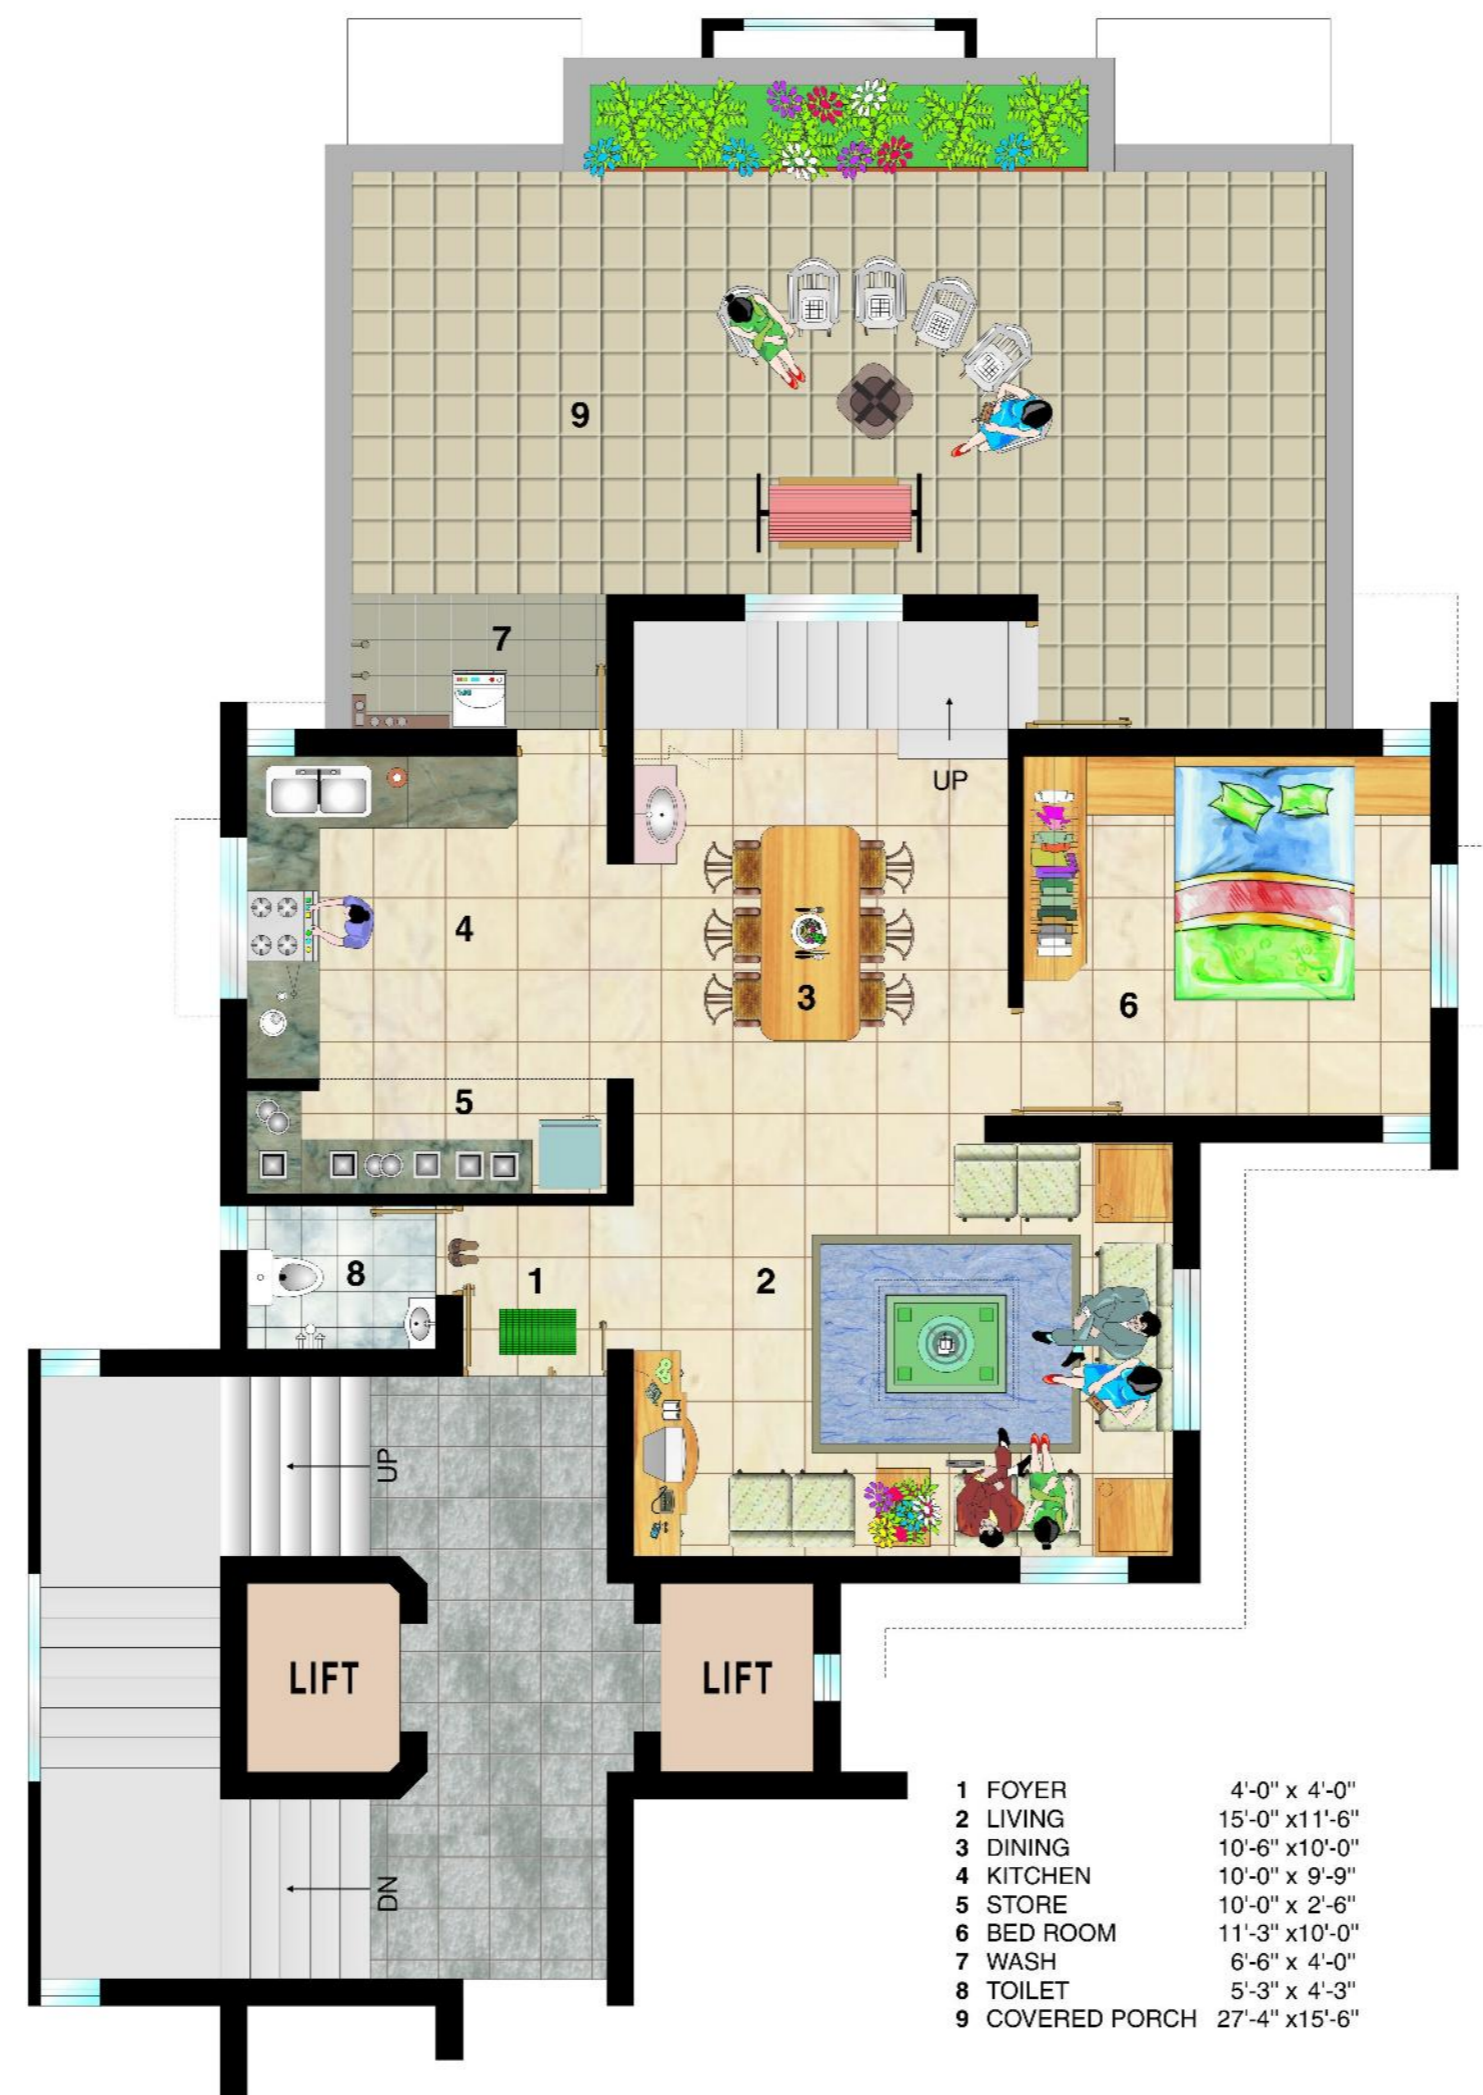 9
7
UP
4
3
6
5
8
1
2
UP
LIFT
LIFT
DN
1 FOYER 4'-0" x 4'-0"
2 LIVING 15'-0" x11'-6"
3 DINING 10'-6" x10'-0"
4 KITCHEN 10'-0" x 9'-9"
5 STORE 10'-0" x 2'-6"
6 BED ROOM 11'-3" x10'-0"
7 WASH 6'-6" x 4'-0"
8 TOILET 5'-3" x 4'-3"
9 COVERED PORCH 27'-4" x15'-6"